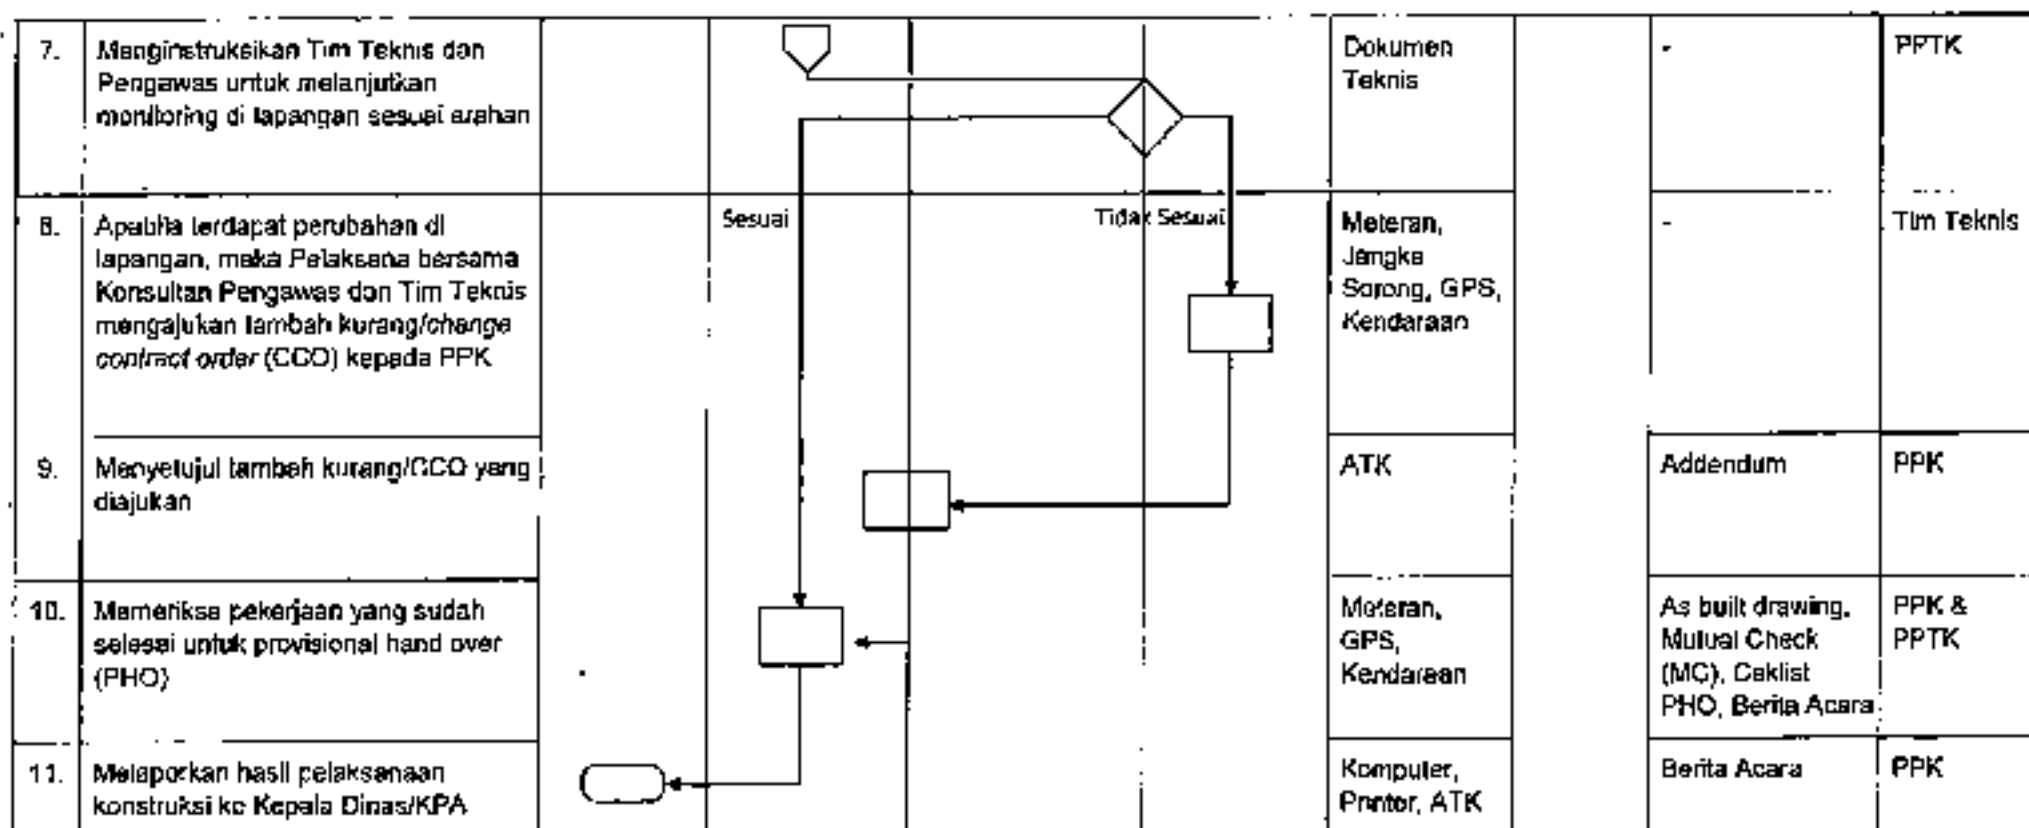 7. Menginstruksikan Tim Teknis dan
Pengawas untuk melanjutkan
monitoring di lapangan sesuai arahan
Dokumen
Teknis
-
PPTK
8. Apabila terdapat perubahan di
lapangan, maka Pelaksana bersama
Konsultan Pengawas dan Tim Teknis
mengajukan tambah kurang/change
contract order (CCO) kepada PPK
Sesuai
Tidak Sesuai
Meteran,
Jangka
Sorong, GPS,
Kendaraan
-
Tim Teknis
9. Menyetujui tambah kurang/CCO yang
diajukan
ATK
Addendum
PPK
10. Memeriksa pekerjaan yang sudah
selesai untuk provisional hand over
(PHO)
Meteran,
GPS,
Kendaraan
As built drawing,
Mutual Check
(MC), Ceklist
PHO, Berita Acara
PPK &
PPTK
11. Melaporkan hasil pelaksanaan
konstruksi ke Kepala Dinas/KPA
Komputer,
Printer, ATK
Berita Acara
PPK